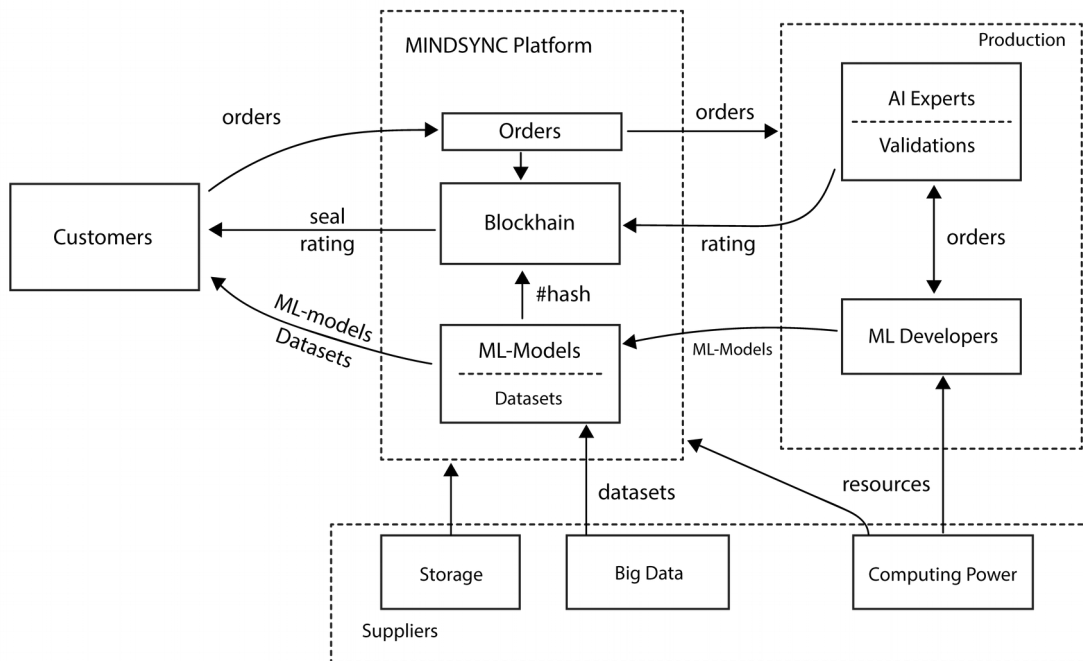 MINDSYNC Platform
Production
orders
Orders
orders
AI Experts
Validations
Customers
seal
rating
Blockhain
rating
orders
#hash
ML-models
Datasets
ML-Models
Datasets
ML-Models
ML Developers
datasets
resources
Storage
Big Data
Computing Power
Suppliers